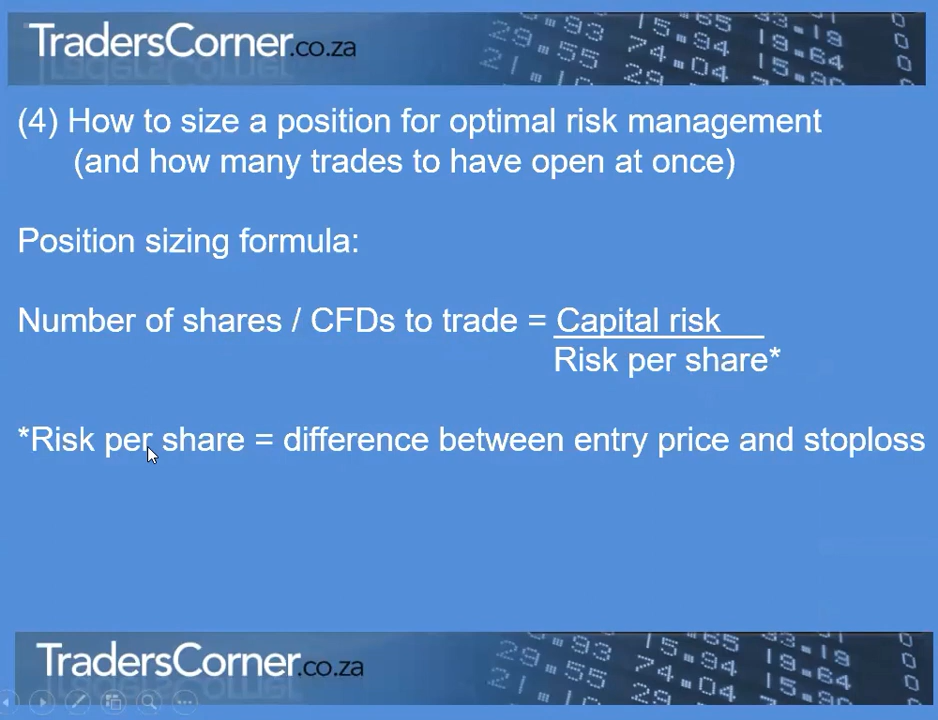 TradersCorner.co.za
(4) How to size a position for optimal risk management
(and how many trades to have open at once)
Position sizing formula:
Number of shares / CFDs to trade = Capital risk
Risk per share*
*Risk per share = difference between entry price and stoploss
TradersCorner.co.za